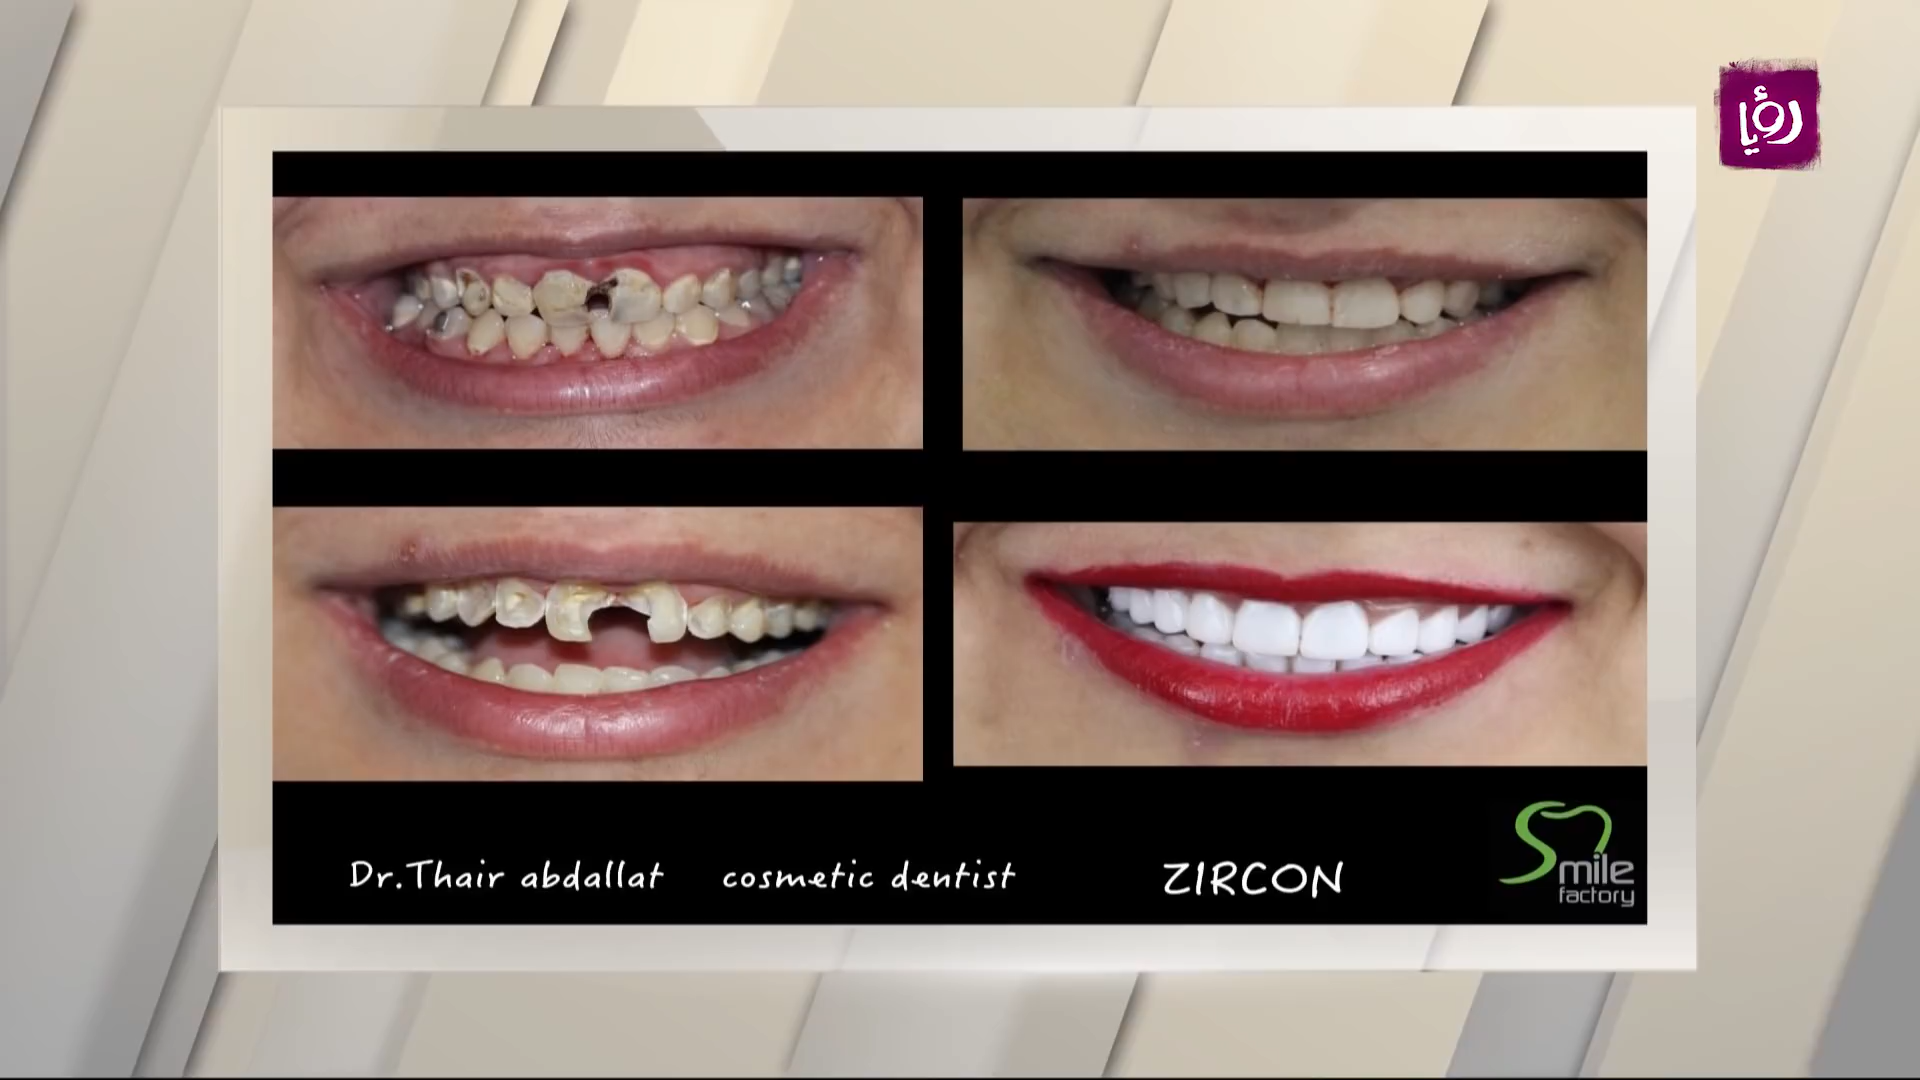 رؤيا
Dr.Thair abdallat cosmetic dentist ZIRCON
Smile
factory